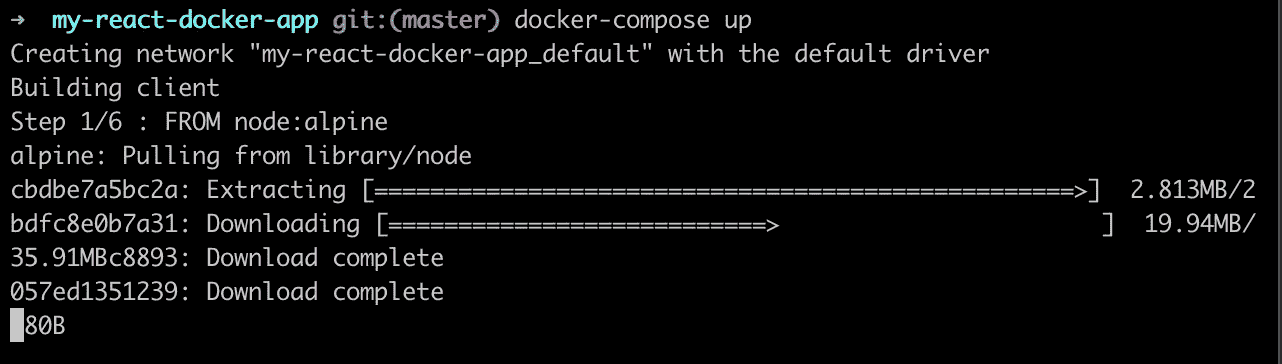 ➜ my-react-docker-app git:(master) docker-compose up
Creating network "my-react-docker-app_default" with the default driver
Building client
Step 1/6 : FROM node:alpine
alpine: Pulling from library/node
cbdbe7a5bc2a: Extracting [==================================================>] 2.813MB/2
bdfc8e0b7a31: Downloading [===========================> ] 19.94MB/
35.91MBc8893: Download complete
057ed1351239: Download complete
80B